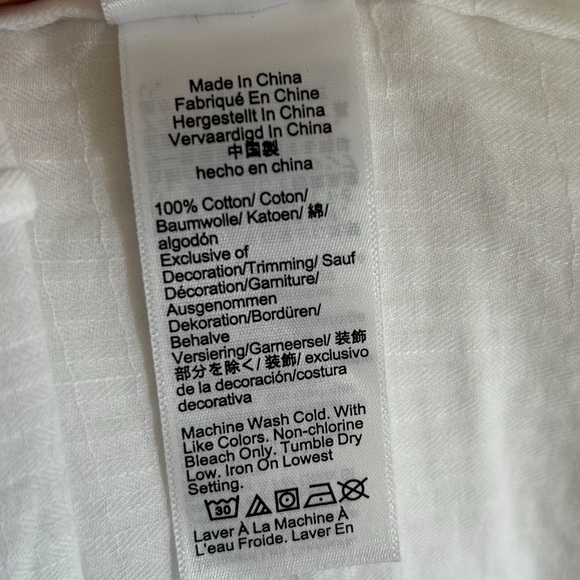 Made In China
Fabriqué En Chine
Hergestellt In China
Vervaardigd In China
中国製
hecho en china
100% Cotton/ Coton/
Baumwolle/ Katoen/ 綿/
algodón
Exclusive of
Decoration/Trimming/ Sauf
Décoration/Garniture/
Ausgenommen
Dekoration/Bordüren/
Behalve
Versiering/Garneersel/ 装飾
部分を除く/ 装飾/ exclusivo
de la decoración/costura
decorativa
Machine Wash Cold. With
Like Colors. Non-chlorine
Bleach Only. Tumble Dry
Low. Iron On Lowest
Setting.
30
Laver À La Machine À
L'eau Froide. Laver En